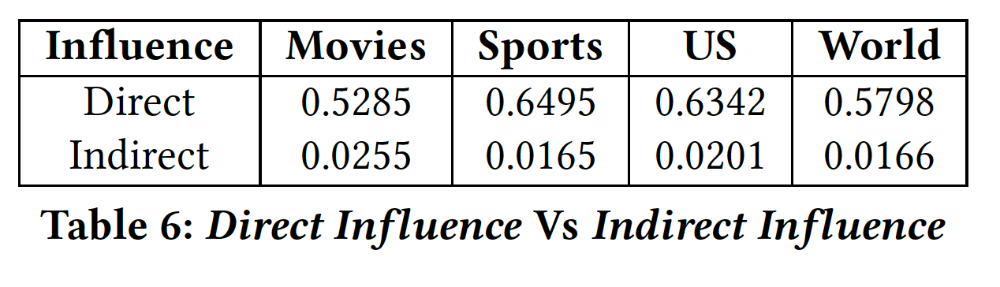 Influence Movies Sports US World
Direct 0.5285 0.6495 0.6342 0.5798
Indirect 0.0255 0.0165 0.0201 0.0166
Table 6: Direct Influence Vs Indirect Influence